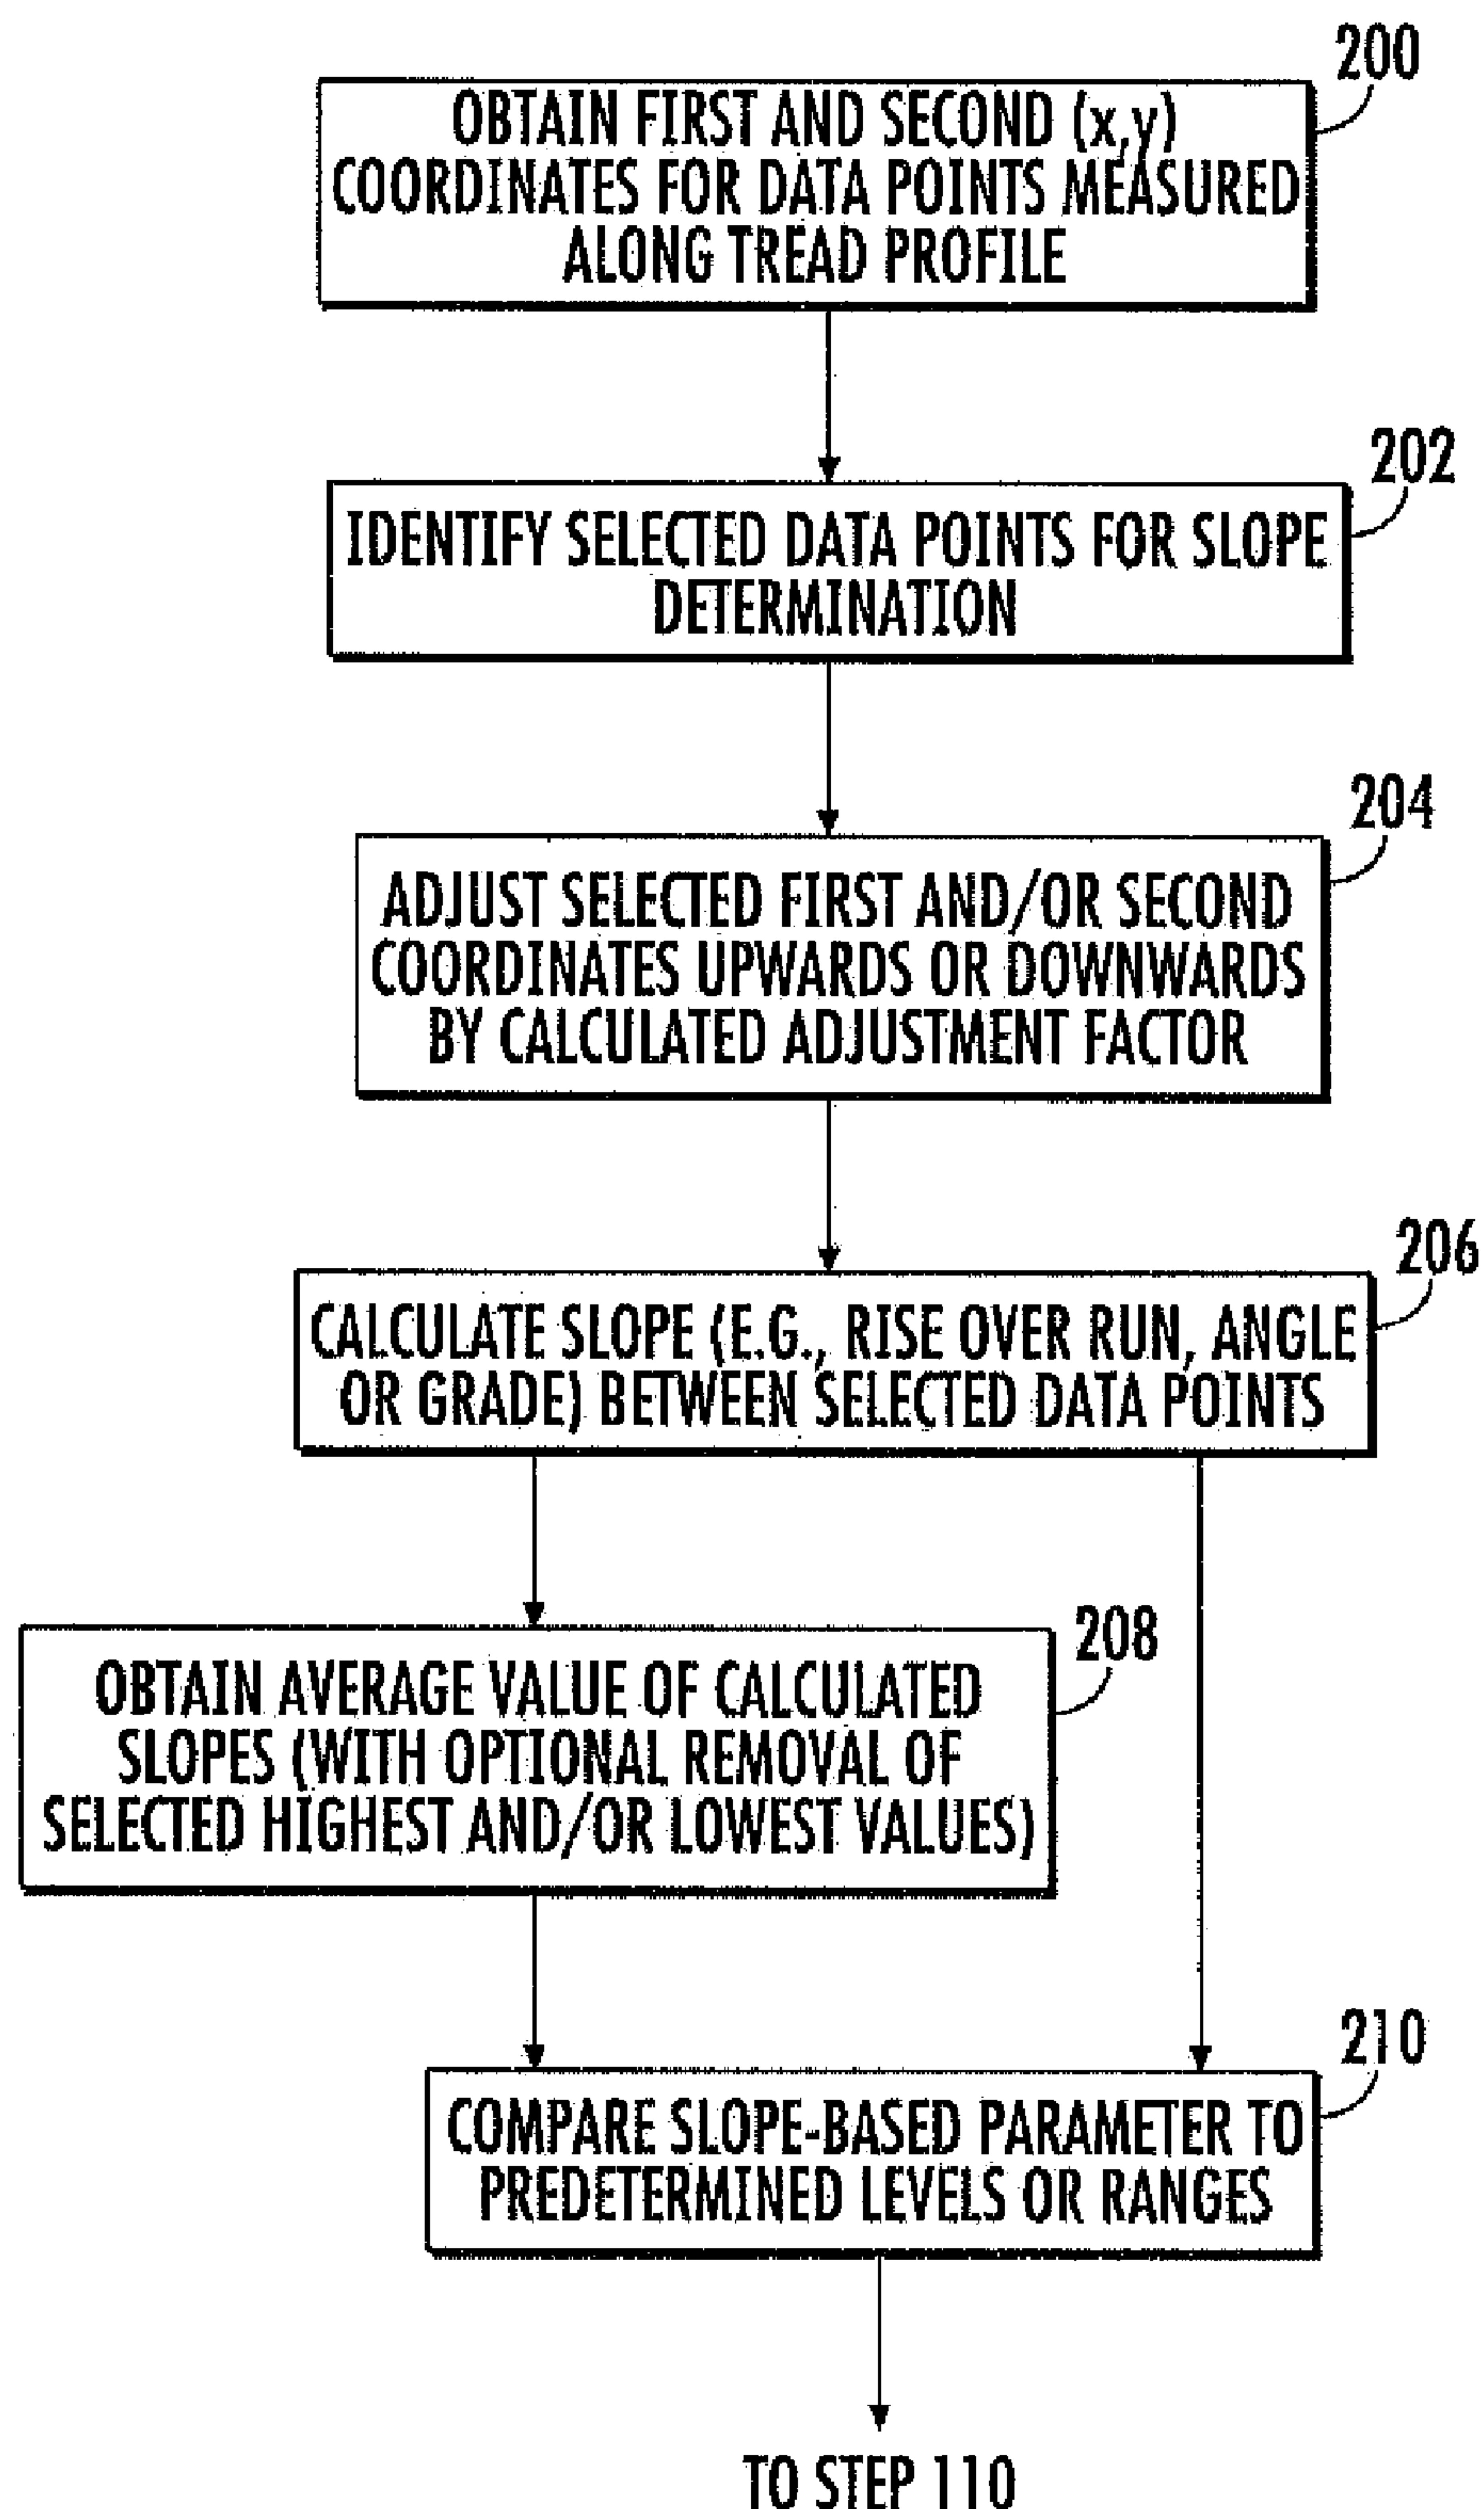 200
OBTAIN FIRST AND SECOND (x,y)
COORDINATES FOR DATA POINTS MEASURED
ALONG TREAD PROFILE
202
IDENTIFY SELECTED DATA POINTS FOR SLOPE
DETERMINATION
204
ADJUST SELECTED FIRST AND/OR SECOND
COORDINATES UPWARDS OR DOWNWARDS
BY CALCULATED ADJUSTMENT FACTOR
206
CALCULATE SLOPE (E.G., RISE OVER RUN, ANGLE
OR GRADE) BETWEEN SELECTED DATA POINTS
208
OBTAIN AVERAGE VALUE OF CALCULATED
SLOPES (WITH OPTIONAL REMOVAL OF
SELECTED HIGHEST AND/OR LOWEST VALUES)
210
COMPARE SLOPE-BASED PARAMETER TO
PREDETERMINED LEVELS OR RANGES
TO STEP 110